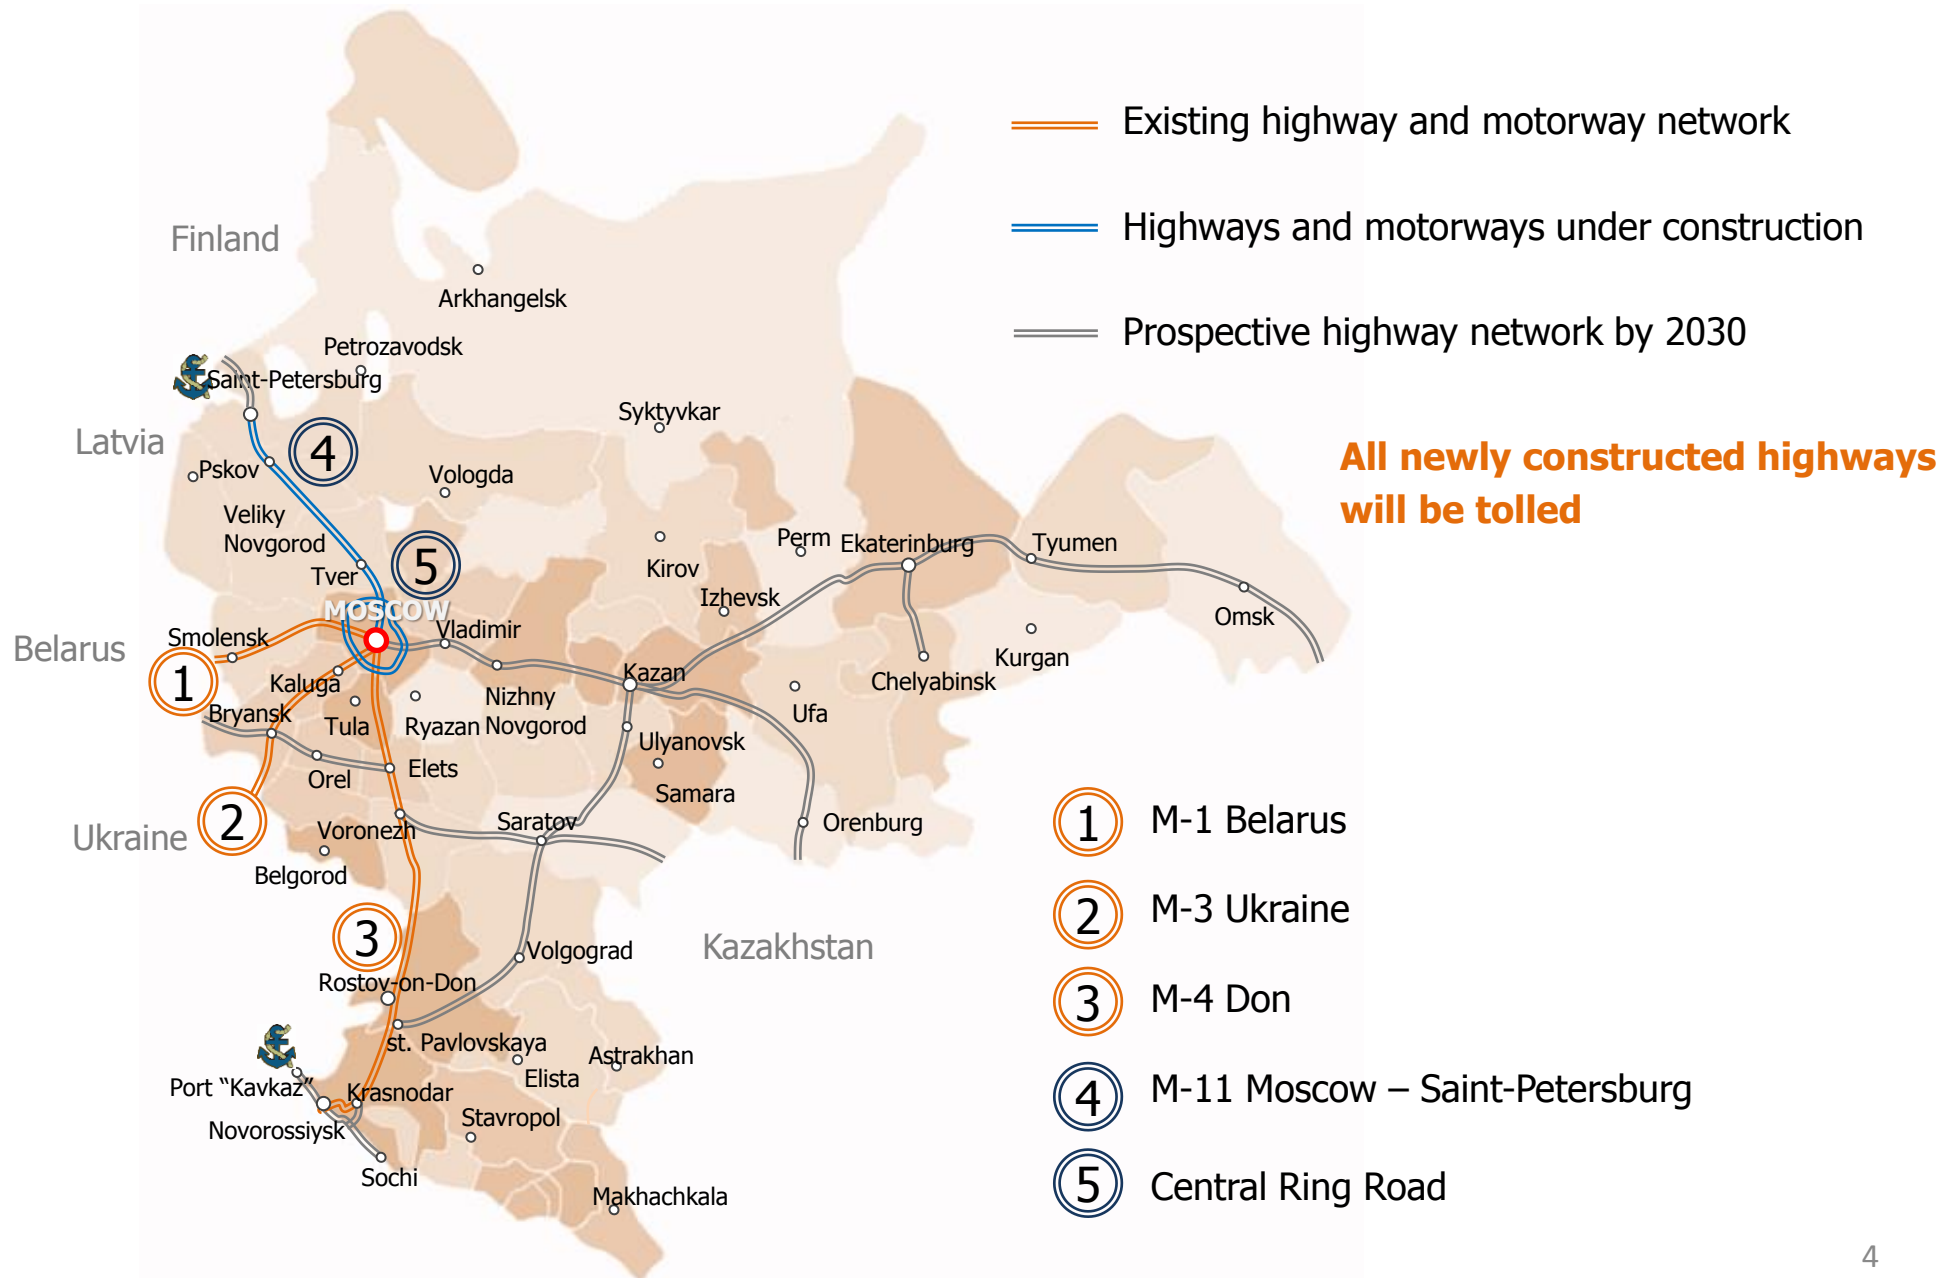 Existing highway and motorway network
Highways and motorways under construction
Prospective highway network by 2030
All newly constructed highways
will be tolled
Finland
Arkhangelsk
Petrozavodsk
Saint-Petersburg
Syktyvkar
Latvia
4
Pskov
Vologda
Veliky
Novgorod
Perm
Ekaterinburg
Tyumen
Tver
5
Kirov
Izhevsk
MOSCOW
Omsk
Vladimir
Smolensk
Belarus
Kurgan
1
Kaluga
Kazan
Chelyabinsk
Nizhny
Novgorod
Bryansk
Tula
Ryazan
Ufa
Ulyanovsk
Elets
Orel
Samara
2
Ukraine
Voronezh
Saratov
Orenburg
Belgorod
3
Volgograd
Kazakhstan
Rostov-on-Don
st. Pavlovskaya
Astrakhan
Elista
Port “Kavkaz”
Krasnodar
Stavropol
Novorossiysk
Sochi
Makhachkala
1 M-1 Belarus
2 M-3 Ukraine
3 M-4 Don
4 M-11 Moscow – Saint-Petersburg
5 Central Ring Road
4